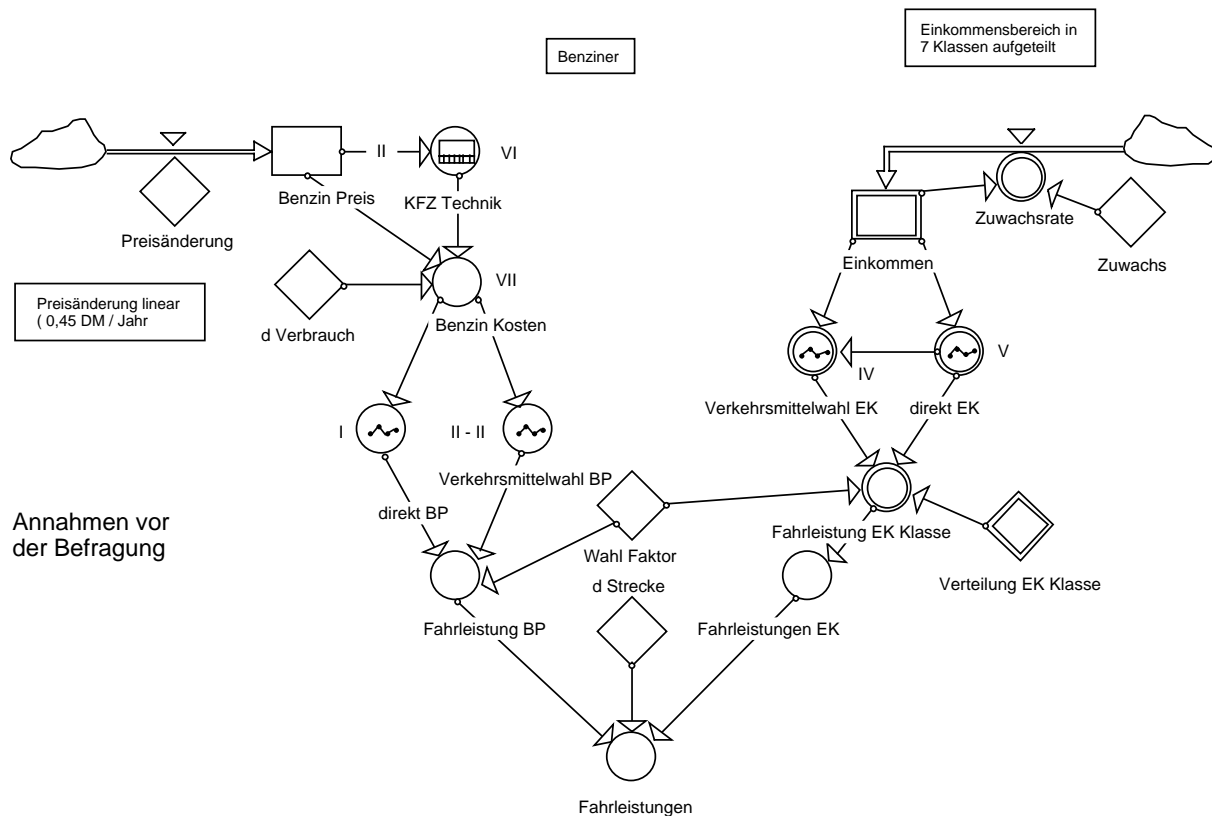 Einkommensbereich in
7 Klassen aufgeteilt
Benziner
II
VI
Benzin Preis
KFZ Technik
Zuwachsrate
Preisänderung
Einkommen
Zuwachs
VII
Preisänderung linear
( 0,45 DM / Jahr
d Verbrauch
Benzin Kosten
IV
V
Verkehrsmittelwahl EK
direkt EK
I
II - II
Verkehrsmittelwahl BP
direkt BP
Annahmen vor
der Befragung
Wahl Faktor
Fahrleistung EK Klasse
d Strecke
Verteilung EK Klasse
Fahrleistung BP
Fahrleistungen EK
Fahrleistungen